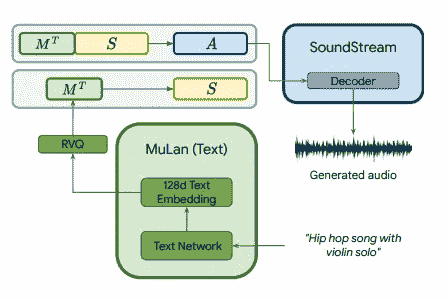 M^T
S
A
SoundStream
Decoder
M^T
S
RVQ
MuLan (Text)
128d Text
Embedding
Text Network
Generated audio
"Hip hop song with
violin solo"